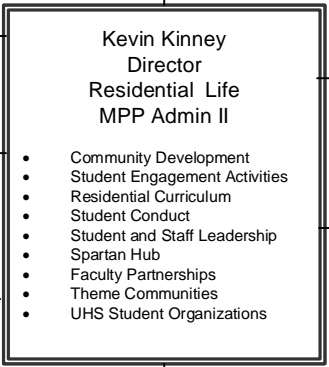 Kevin Kinney
Director
Residential Life
MPP Admin II
• Community Development
• Student Engagement Activities
• Residential Curriculum
• Student Conduct
• Student and Staff Leadership
• Spartan Hub
• Faculty Partnerships
• Theme Communities
• UHS Student Organizations